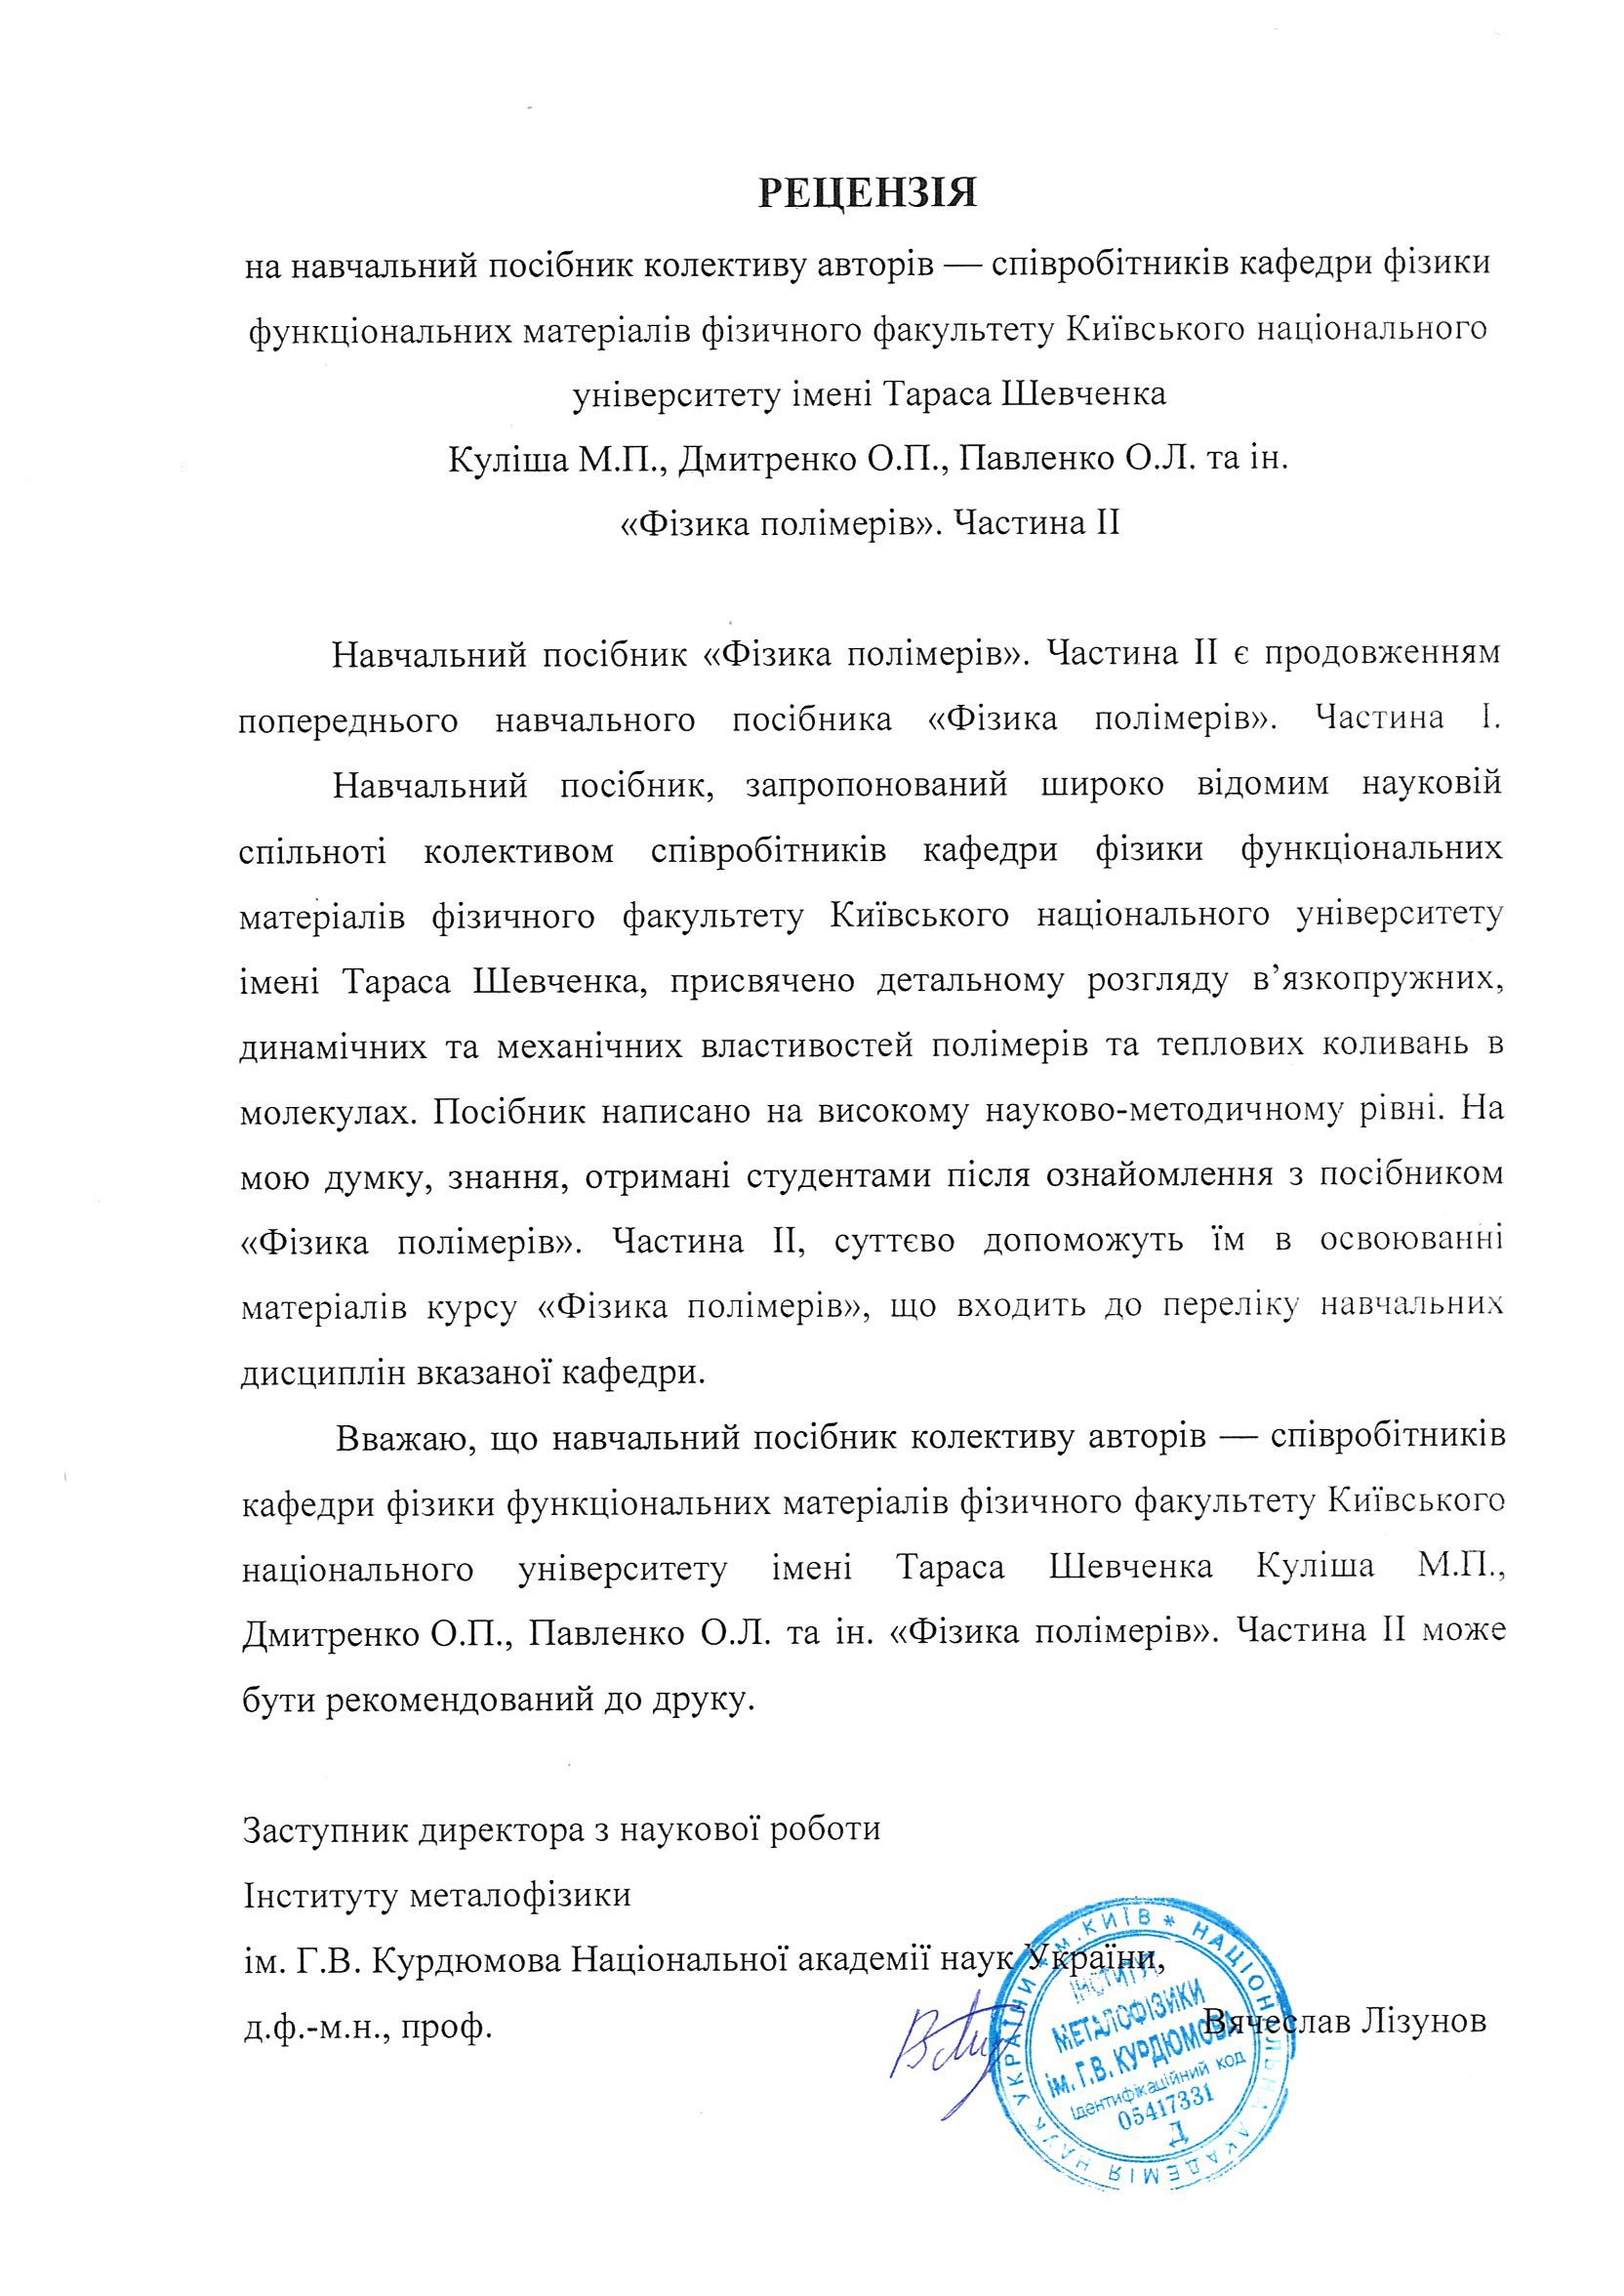 РЕЦЕНЗІЯ
на навчальний посібник колективу авторів — співробітників кафедри фізики
функціональних матеріалів фізичного факультету Київського національного
університету імені Тараса Шевченка
Куліша М.П., Дмитренко О.П., Павленко О.Л. та ін.
«Фізика полімерів». Частина ІІ
Навчальний посібник «Фізика полімерів». Частина ІІ є продовженням
попереднього навчального посібника «Фізика полімерів». Частина І.
Навчальний посібник, запропонований широко відомим науковій
спільноті колективом співробітників кафедри фізики функціональних
матеріалів фізичного факультету Київського національного університету
імені Тараса Шевченка, присвячено детальному розгляду в’язкопружних,
динамічних та механічних властивостей полімерів та теплових коливань в
молекулах. Посібник написано на високому науково-методичному рівні. На
мою думку, знання, отримані студентами після ознайомлення з посібником
«Фізика полімерів». Частина ІІ, суттєво допоможуть їм в освоюванні
матеріалів курсу «Фізика полімерів», що входить до переліку навчальних
дисциплін вказаної кафедри.
Вважаю, що навчальний посібник колективу авторів — співробітників
кафедри фізики функціональних матеріалів фізичного факультету Київського
національного університету імені Тараса Шевченка Куліша М.П.,
Дмитренко О.П., Павленко О.Л. та ін. «Фізика полімерів». Частина ІІ може
бути рекомендований до друку.
Заступник директора з наукової роботи
Інституту металофізики
ім. Г.В. Курдюмова Національної академії наук України,
д.ф.-м.н., проф. Вячеслав Лізунов
НАЦІОНАЛЬНА АКАДЕМІЯ НАУК УКРАЇНИ * м. КИЇВ *
ІНСТИТУТ
МЕТАЛОФІЗИКИ
ім. Г.В. КУРДЮМОВА
Ідентифікаційний код
05417331
Д